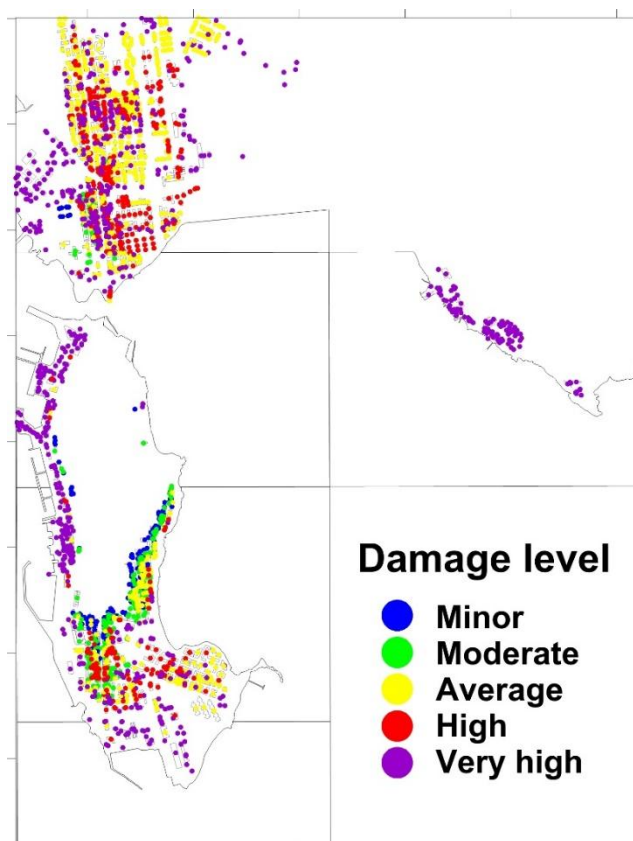 Damage level
Minor
Moderate
Average
High
Very high